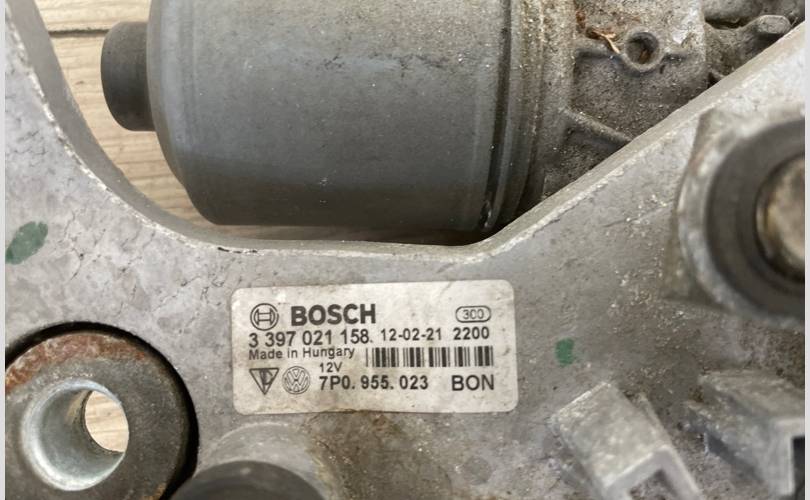 BOSCH 300
3 397 021 158. 12-02-21 2200
Made in Hungary
12V
7P0. 955. 023 BON